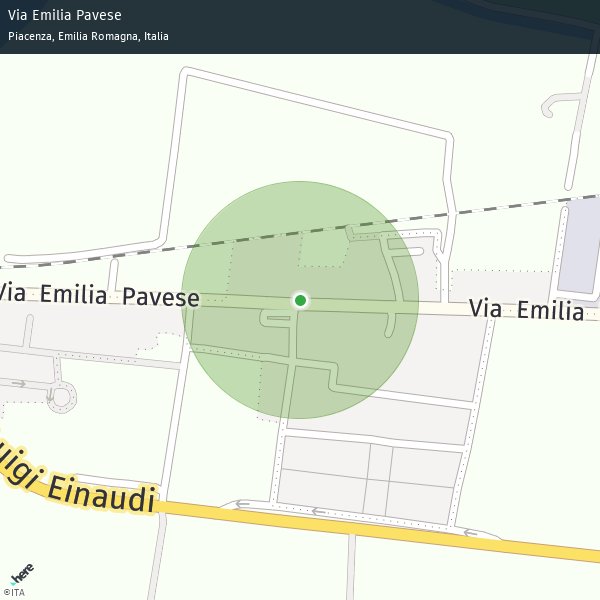 Via Emilia Pavese
Piacenza, Emilia Romagna, Italia
Via Emilia Pavese
Via Emilia
uigi Einaudi
here
©ITA